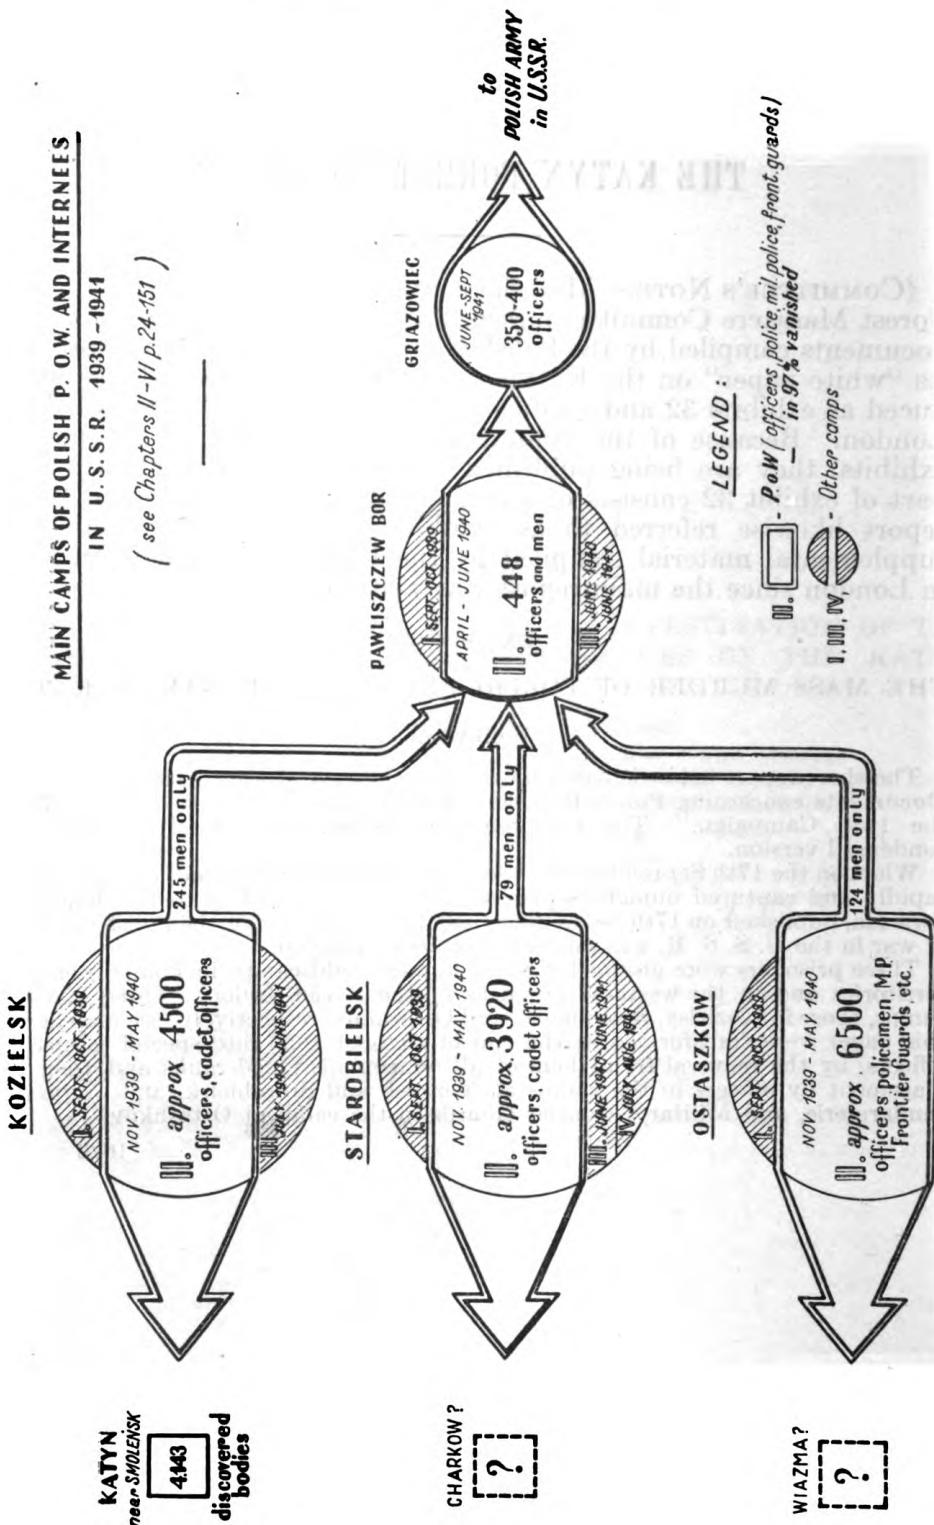 MAIN CAMPS OF POLISH P.O.W. AND INTERNEES
IN U.S.S.R. 1939-1941
(see Chapters II-VI p.24-151)
KOZIELSK
I. SEPT.-OCT 1939
NOV. 1939 - MAY 1940
II. approx 4500
officers, cadet officers
III. JULY 1940-JUNE 1941
245 men only
KATYN
near SMOLENSK
4.143
discovered
bodies
STAROBIELSK
I. SEPT.-OCT 1939
NOV 1939 - MAY 1940
II. approx. 3920
officers, cadet officers
III. JUNE 1940-JUNE 1941
IV. JULY-AUG 1941
79 men only
CHARKOW?
?
OSTASZKOW
I. SEPT-OCT 1939
NOV. 1939 - MAY 1940
II. approx 6500
officers, policement, M.P.
Frontier Guards etc.
124 men only
WIAZMA?
?
PAWLISZCZEW BOR
I. SEPT-OCT 1939
APRIL - JUNE 1940
II. 448
officers and men
III. JUNE 1940
JUNE 1941
GRIAZOWIEC
JUNE-SEPT
1941
350-400
officers
to
POLISH ARMY
in U.S.S.R.
LEGEND:
II. - PoW (officers, police, mil. police, front. guards)
— in 97% vanished
I. III. IV. - Other camps